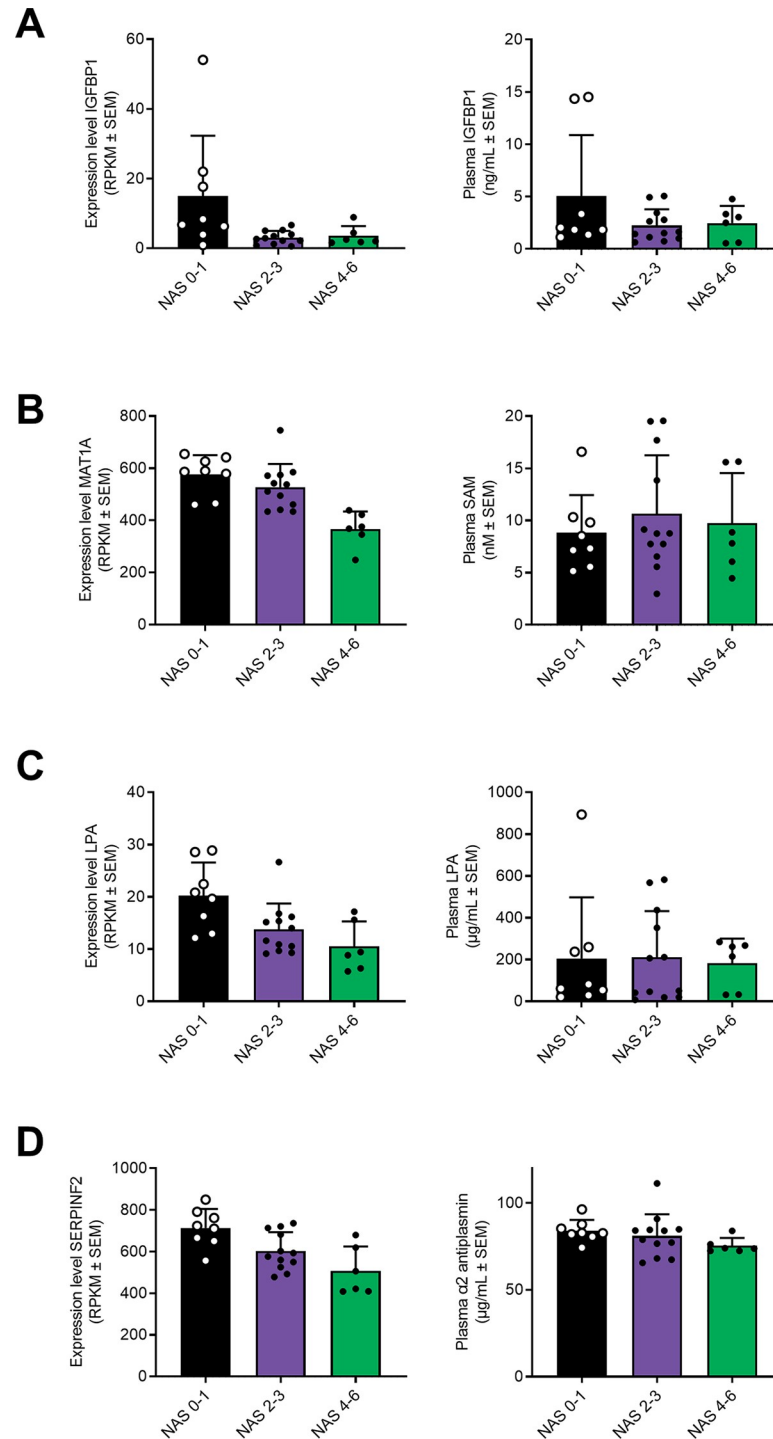 A
Expression level IGFBP1
(RPKM ± SEM)
60
40
20
0
NAS 0-1
NAS 2-3
NAS 4-6
Plasma IGFBP1
(ng/mL ± SEM)
20
15
10
5
0
NAS 0-1
NAS 2-3
NAS 4-6
B
Expression level MAT1A
(RPKM ± SEM)
800
600
400
200
0
NAS 0-1
NAS 2-3
NAS 4-6
Plasma SAM
(nM ± SEM)
20
15
10
5
0
NAS 0-1
NAS 2-3
NAS 4-6
C
Expression level LPA
(RPKM ± SEM)
40
30
20
10
0
NAS 0-1
NAS 2-3
NAS 4-6
Plasma LPA
(µg/mL ± SEM)
1000
800
600
400
200
0
NAS 0-1
NAS 2-3
NAS 4-6
D
Expression level SERPINF2
(RPKM ± SEM)
1000
800
600
400
200
0
NAS 0-1
NAS 2-3
NAS 4-6
Plasma α2 antiplasmin
(µg/mL ± SEM)
100
50
0
NAS 0-1
NAS 2-3
NAS 4-6